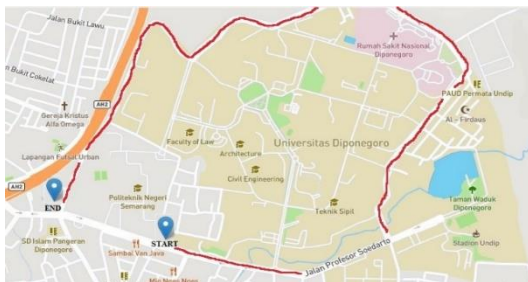 Jalan Bukit Lawu
Rumah Sakit Nasional
Diponegoro
Jalan Bukit Cokelat
AH2
PAUD Permata Undip
Gereja Kristus
Alfa Omega
Al - Firdaus
Faculty of Law
Universitas Diponegoro
Architecture
Lapangan Futsal Urban
Civil Engineering
AH2
Politeknik Negeri
Semarang
Taman Waduk
Diponegoro
END
Teknik Sipil
SD Islam Pangeran
Diponegoro
START
Jalan Profesor Soedarto
Stadion Undip
Sambal Van Java